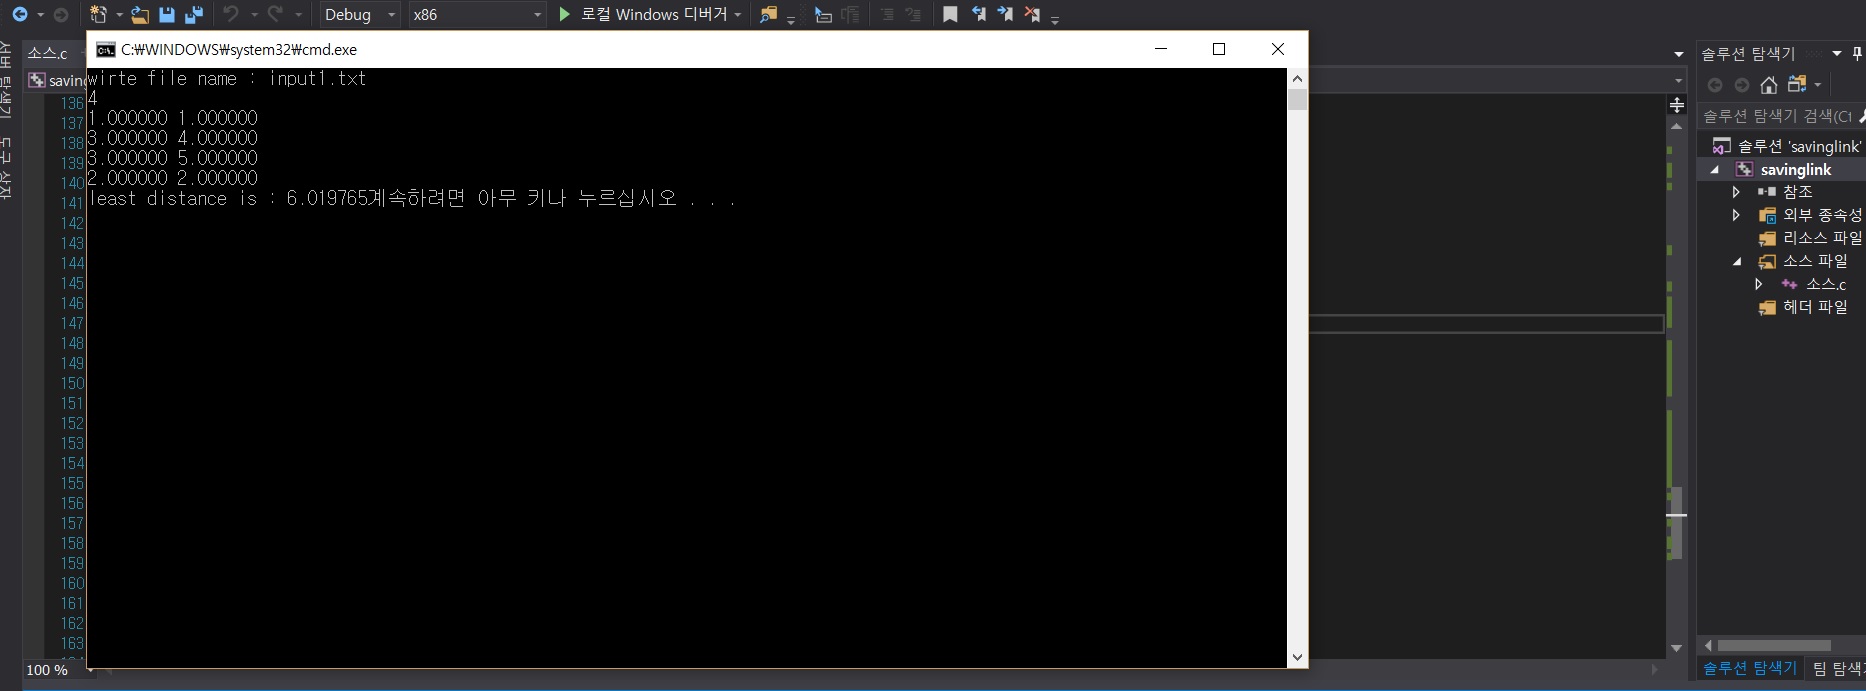 Debug
x86
로컬 Windows 디버거
소스.c
C:₩WINDOWS₩system32₩cmd.exe
솔루션 탐색기
wirte file name : input1.txt
4
1.000000 1.000000
3.000000 4.000000
3.000000 5.000000
2.000000 2.000000
least distance is : 6.019765계속하려면 아무 키나 누르십시오 . . .
136
137
138
139
140
141
142
143
144
145
146
147
148
149
150
151
152
153
154
155
156
157
158
159
160
161
162
163
100 %
솔루션 탐색기 검색(Ct
솔루션 'savinglink'
savinglink
참조
외부 종속성
리소스 파일
소스 파일
소스.c
헤더 파일
솔루션 탐색기
팀 탐색